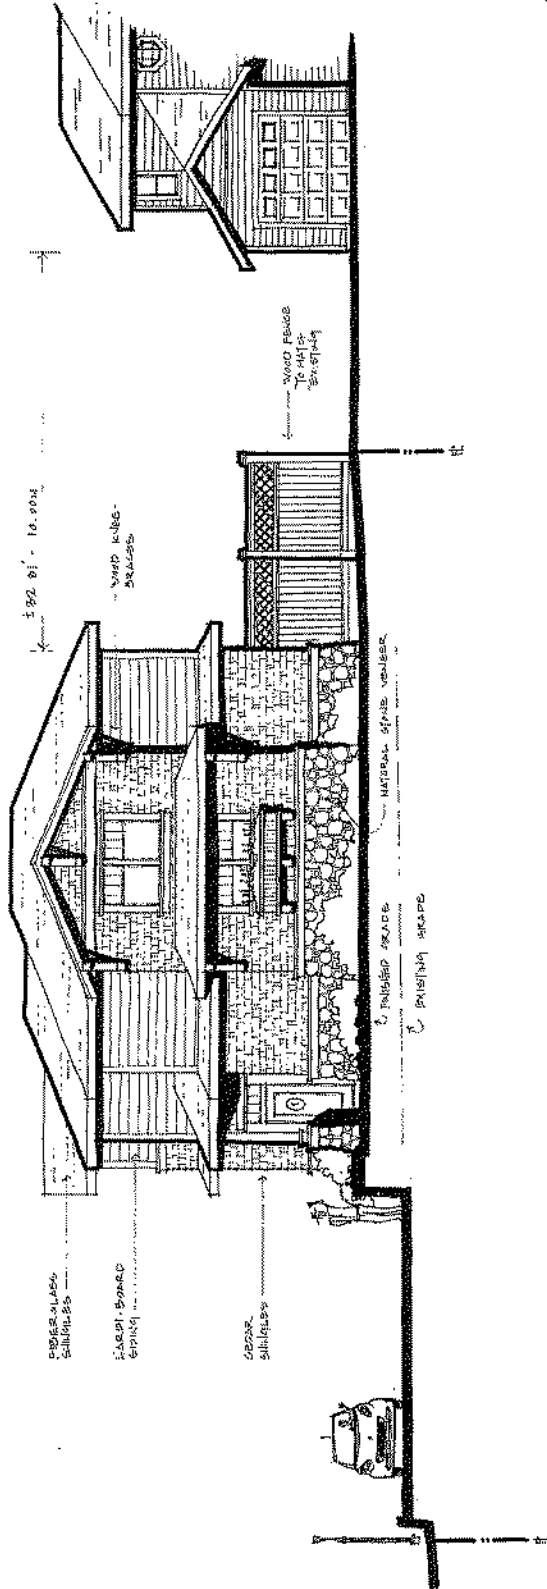 FIBERGLASS
SHINGLES
HARDI-BOARD
SIDING
CEDAR
SHINGLES
WOOD KNEE-
BRACES
WOOD FENCE
TO MATCH
EXISTING
NATURAL STONE VENEER
FINISHED GRADE
EXISTING GRADE